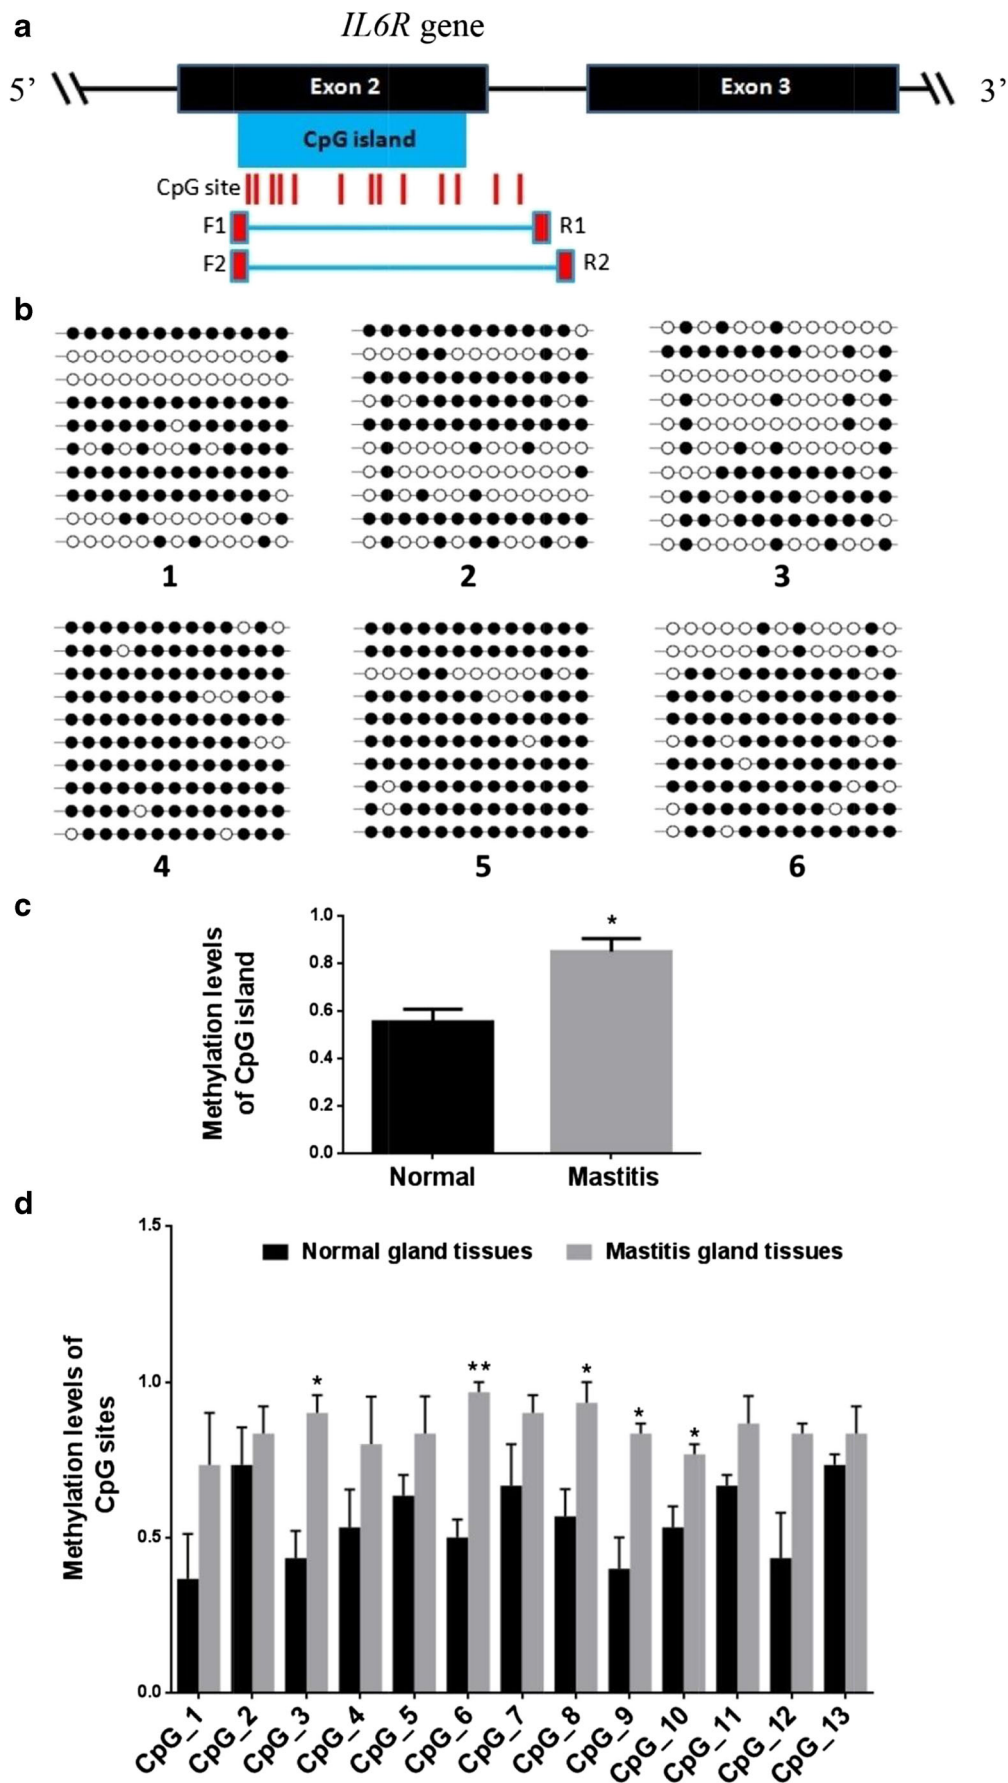 a
IL6R gene
5’
Exon 2
Exon 3
3’
CpG island
CpG site
F1
R1
F2
R2
b
1
2
3
4
5
6
c
Methylation levels
of CpG island
1.0
0.8
0.6
0.4
0.2
0.0
*
Normal
Mastitis
d
Methylation levels of
CpG sites
1.5
1.0
0.5
0.0
Normal gland tissues
Mastitis gland tissues
*
**
*
*
*
CpG_1
CpG_2
CpG_3
CpG_4
CpG_5
CpG_6
CpG_7
CpG_8
CpG_9
CpG_10
CpG_11
CpG_12
CpG_13